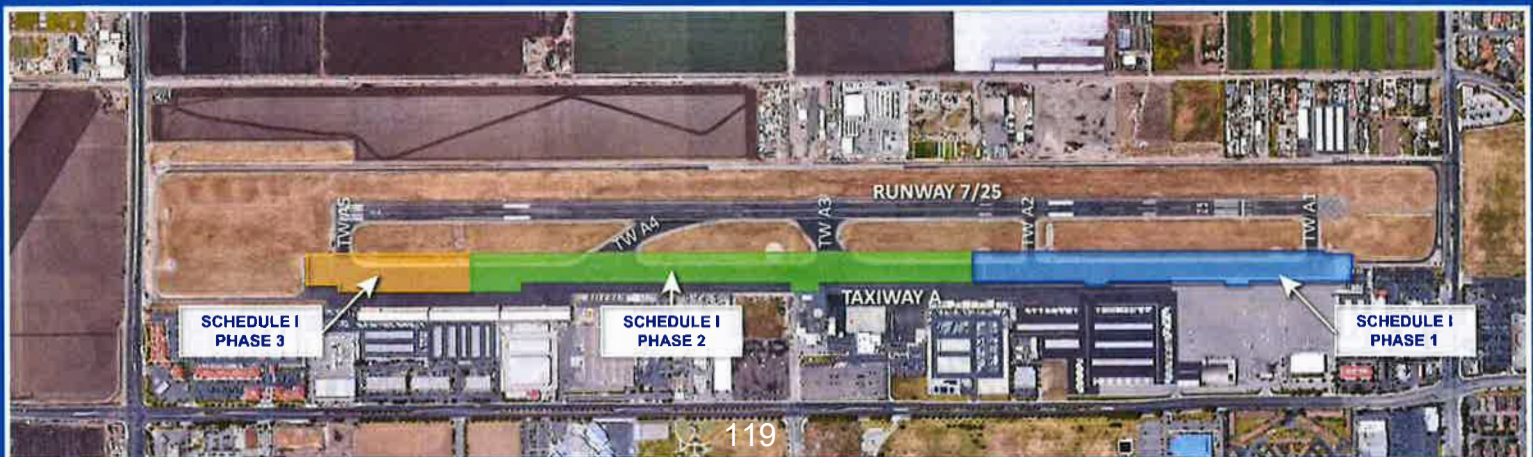 RUNWAY 7/25
TW A5
TW A4
TW A3
TW A2
TW A1
TAXIWAY A
SCHEDULE I
PHASE 3
SCHEDULE I
PHASE 2
SCHEDULE I
PHASE 1
119